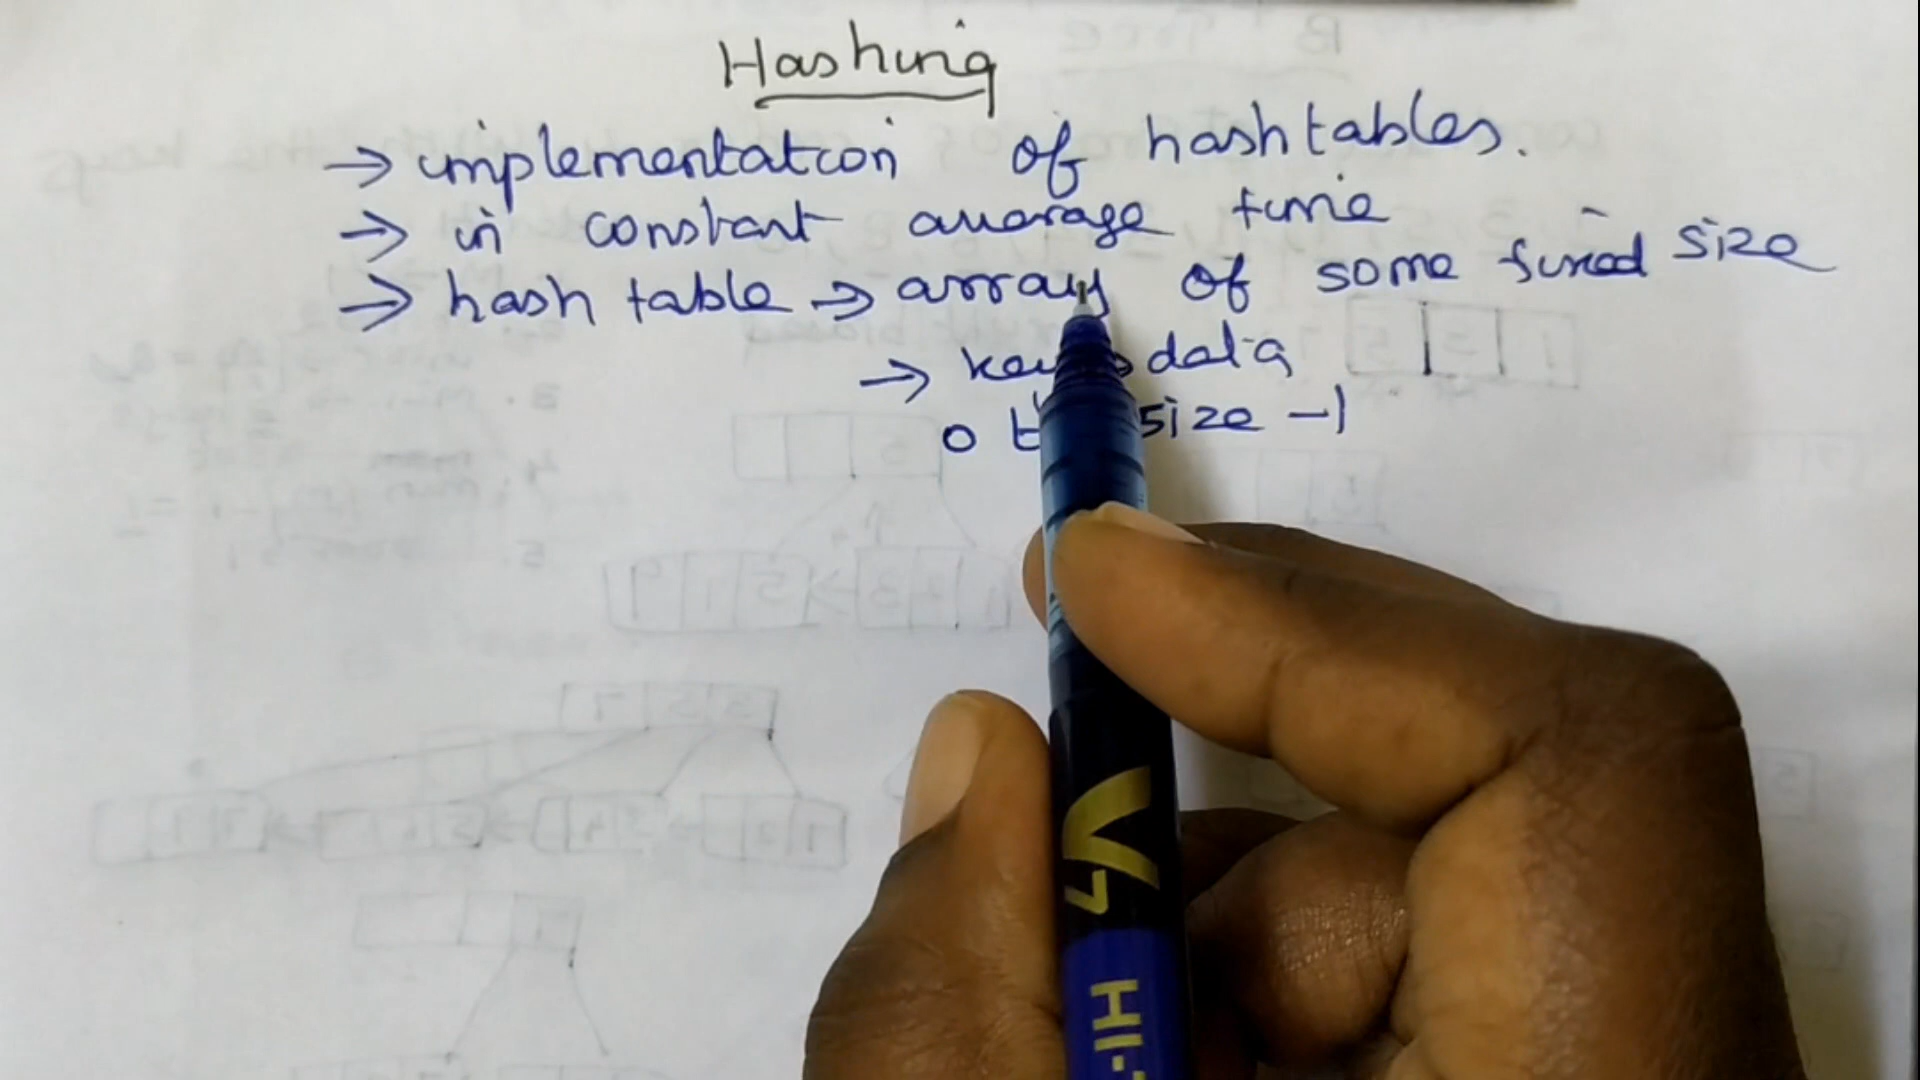 Hashing
→ implementation of hashtables.
→ in constant average time
→ hash table → array of some fixed size
→ key data
0 size -1
V7
HI-